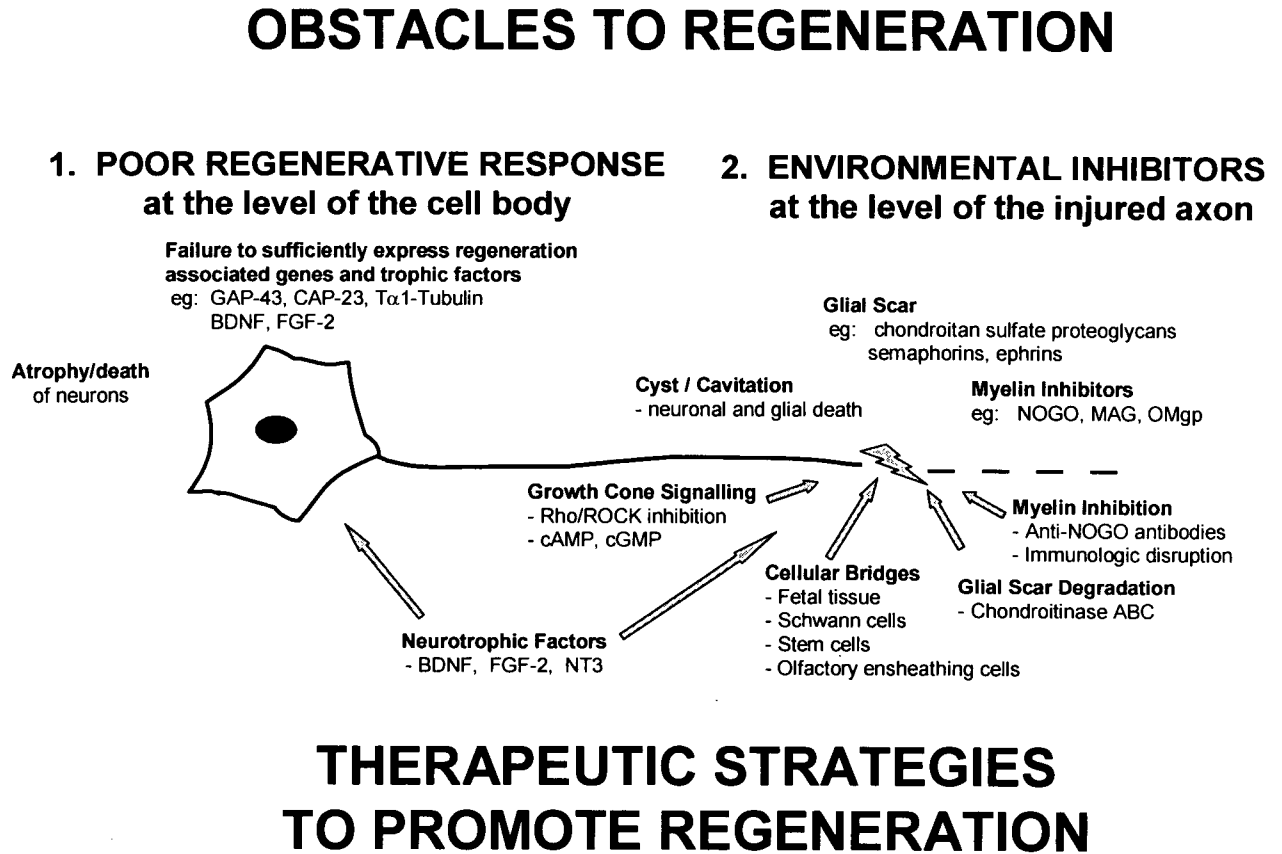 OBSTACLES TO REGENERATION
1. POOR REGENERATIVE RESPONSE
at the level of the cell body
2. ENVIRONMENTAL INHIBITORS
at the level of the injured axon
Failure to sufficiently express regeneration
associated genes and trophic factors
eg: GAP-43, CAP-23, Tα1-Tubulin
BDNF, FGF-2
Atrophy/death
of neurons
Glial Scar
eg: chondroitan sulfate proteoglycans
semaphorins, ephrins
Cyst / Cavitation
- neuronal and glial death
Myelin Inhibitors
eg: NOGO, MAG, OMgp
Growth Cone Signalling
- Rho/ROCK inhibition
- cAMP, cGMP
Myelin Inhibition
- Anti-NOGO antibodies
- Immunologic disruption
Cellular Bridges
- Fetal tissue
- Schwann cells
- Stem cells
- Olfactory ensheathing cells
Glial Scar Degradation
- Chondroitinase ABC
Neurotrophic Factors
- BDNF, FGF-2, NT3
THERAPEUTIC STRATEGIES
TO PROMOTE REGENERATION